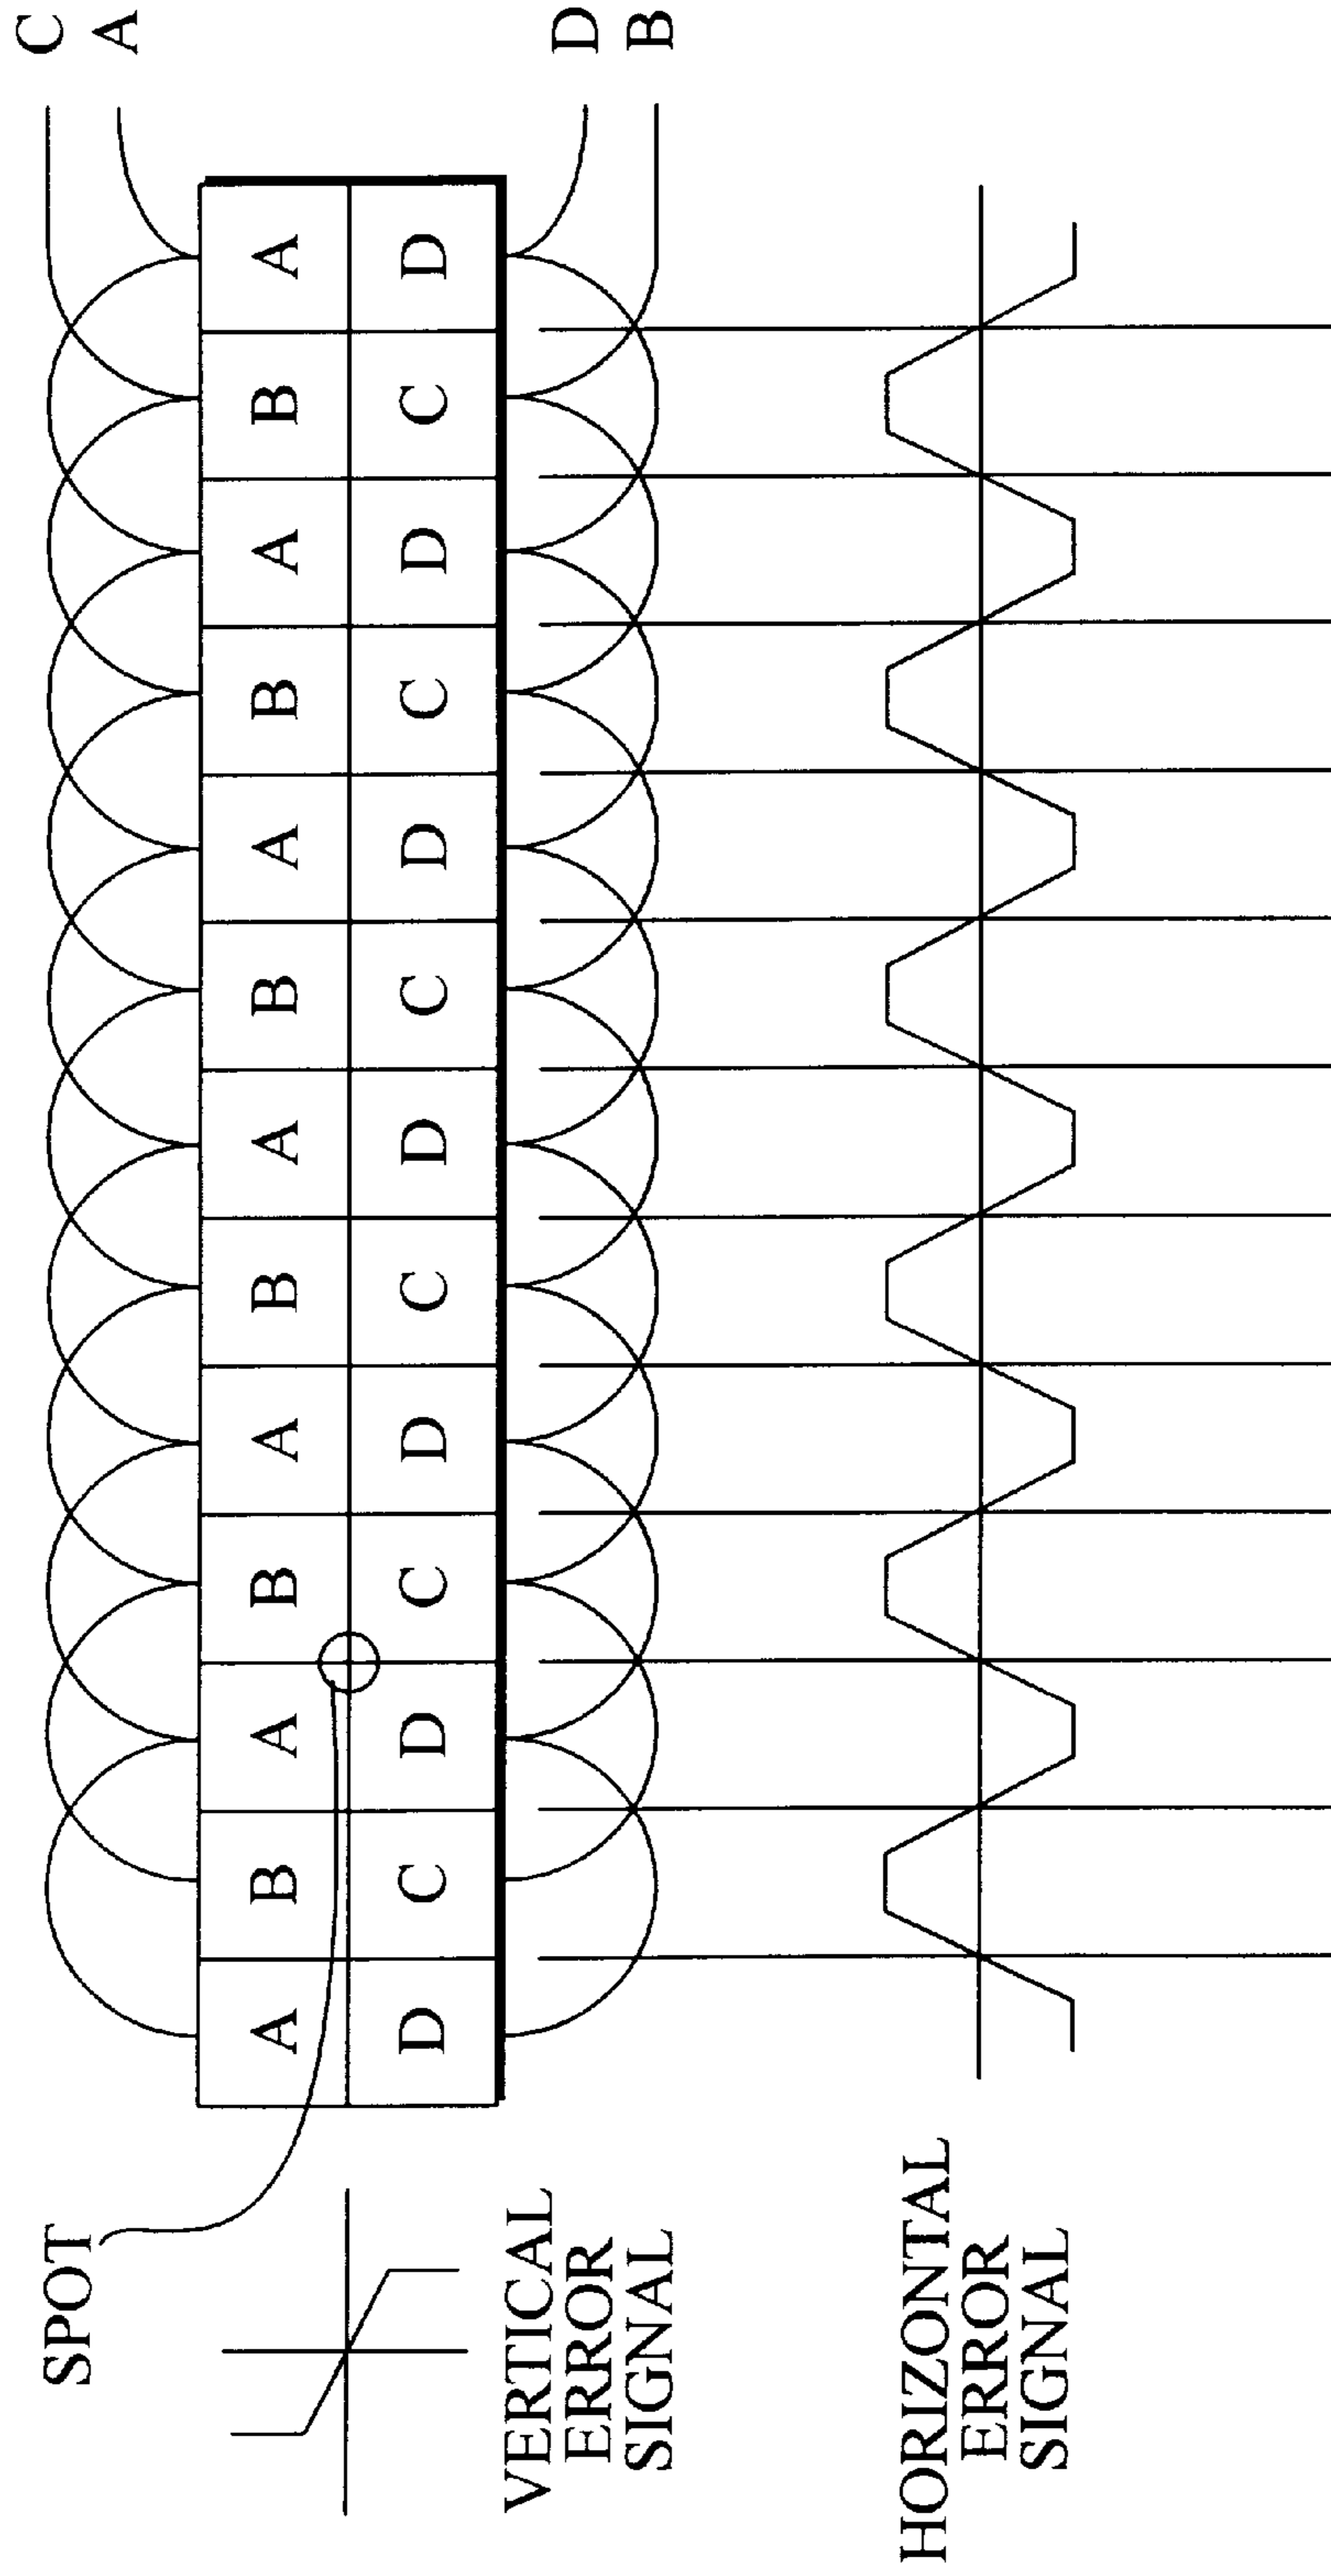 SPOT
C
A
A B A B A B A B A B A B A
D C D C D C D C D C D C D
D
B
VERTICAL
ERROR
SIGNAL
HORIZONTAL
ERROR
SIGNAL